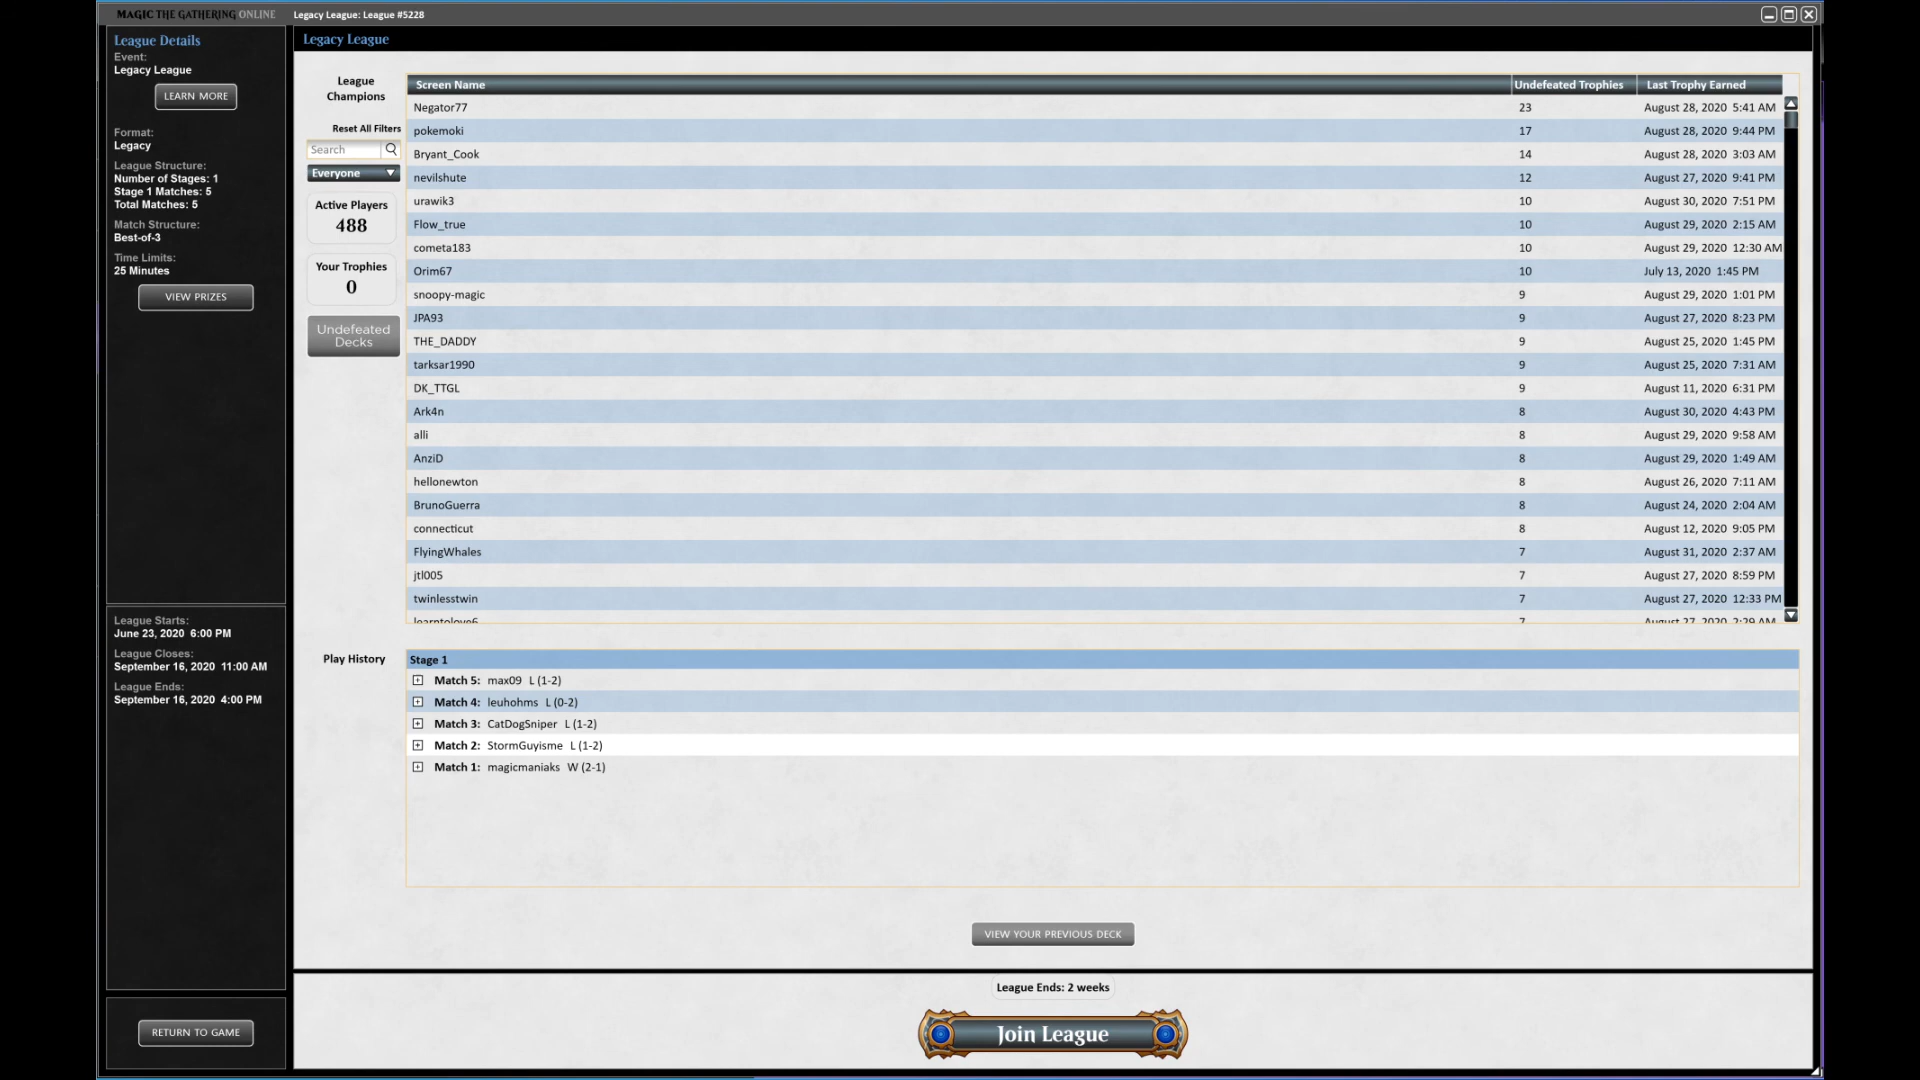 MAGIC THE GATHERING ONLINE
Legacy League: League #5228
League Details
Event:
Legacy League
LEARN MORE
Format:
Legacy
League Structure:
Number of Stages: 1
Stage 1 Matches: 5
Total Matches: 5
Match Structure:
Best-of-3
Time Limits:
25 Minutes
VIEW PRIZES
League Starts:
June 23, 2020 6:00 PM
League Closes:
September 16, 2020 11:00 AM
League Ends:
September 16, 2020 4:00 PM
RETURN TO GAME
Legacy League
League
Champions
Reset All Filters
Search
Everyone
Active Players
488
Your Trophies
0
Undefeated
Decks
Screen Name Undefeated Trophies Last Trophy Earned
Negator77 23 August 28, 2020 5:41 AM
pokemoki 17 August 28, 2020 9:44 PM
Bryant_Cook 14 August 28, 2020 3:03 AM
nevilshute 12 August 27, 2020 9:41 PM
urawik3 10 August 30, 2020 7:51 PM
Flow_true 10 August 29, 2020 2:15 AM
cometa183 10 August 29, 2020 12:30 AM
Orim67 10 July 13, 2020 1:45 PM
snoopy-magic 9 August 29, 2020 1:01 PM
JPA93 9 August 27, 2020 8:23 PM
THE_DADDY 9 August 25, 2020 1:45 PM
tarksar1990 9 August 25, 2020 7:31 AM
DK_TTGL 9 August 11, 2020 6:31 PM
Ark4n 8 August 30, 2020 4:43 PM
alli 8 August 29, 2020 9:58 AM
AnziD 8 August 29, 2020 1:49 AM
hellonewton 8 August 26, 2020 7:11 AM
BrunoGuerra 8 August 24, 2020 2:04 AM
connecticut 8 August 12, 2020 9:05 PM
FlyingWhales 7 August 31, 2020 2:37 AM
jtl005 7 August 27, 2020 8:59 PM
twinlesstwin 7 August 27, 2020 12:33 PM
learntolove6 7 August 27, 2020 2:29 AM
Play History
Stage 1
Match 5: max09 L (1-2)
Match 4: leuhohms L (0-2)
Match 3: CatDogSniper L (1-2)
Match 2: StormGuyisme L (1-2)
Match 1: magicmaniaks W (2-1)
VIEW YOUR PREVIOUS DECK
League Ends: 2 weeks
Join League